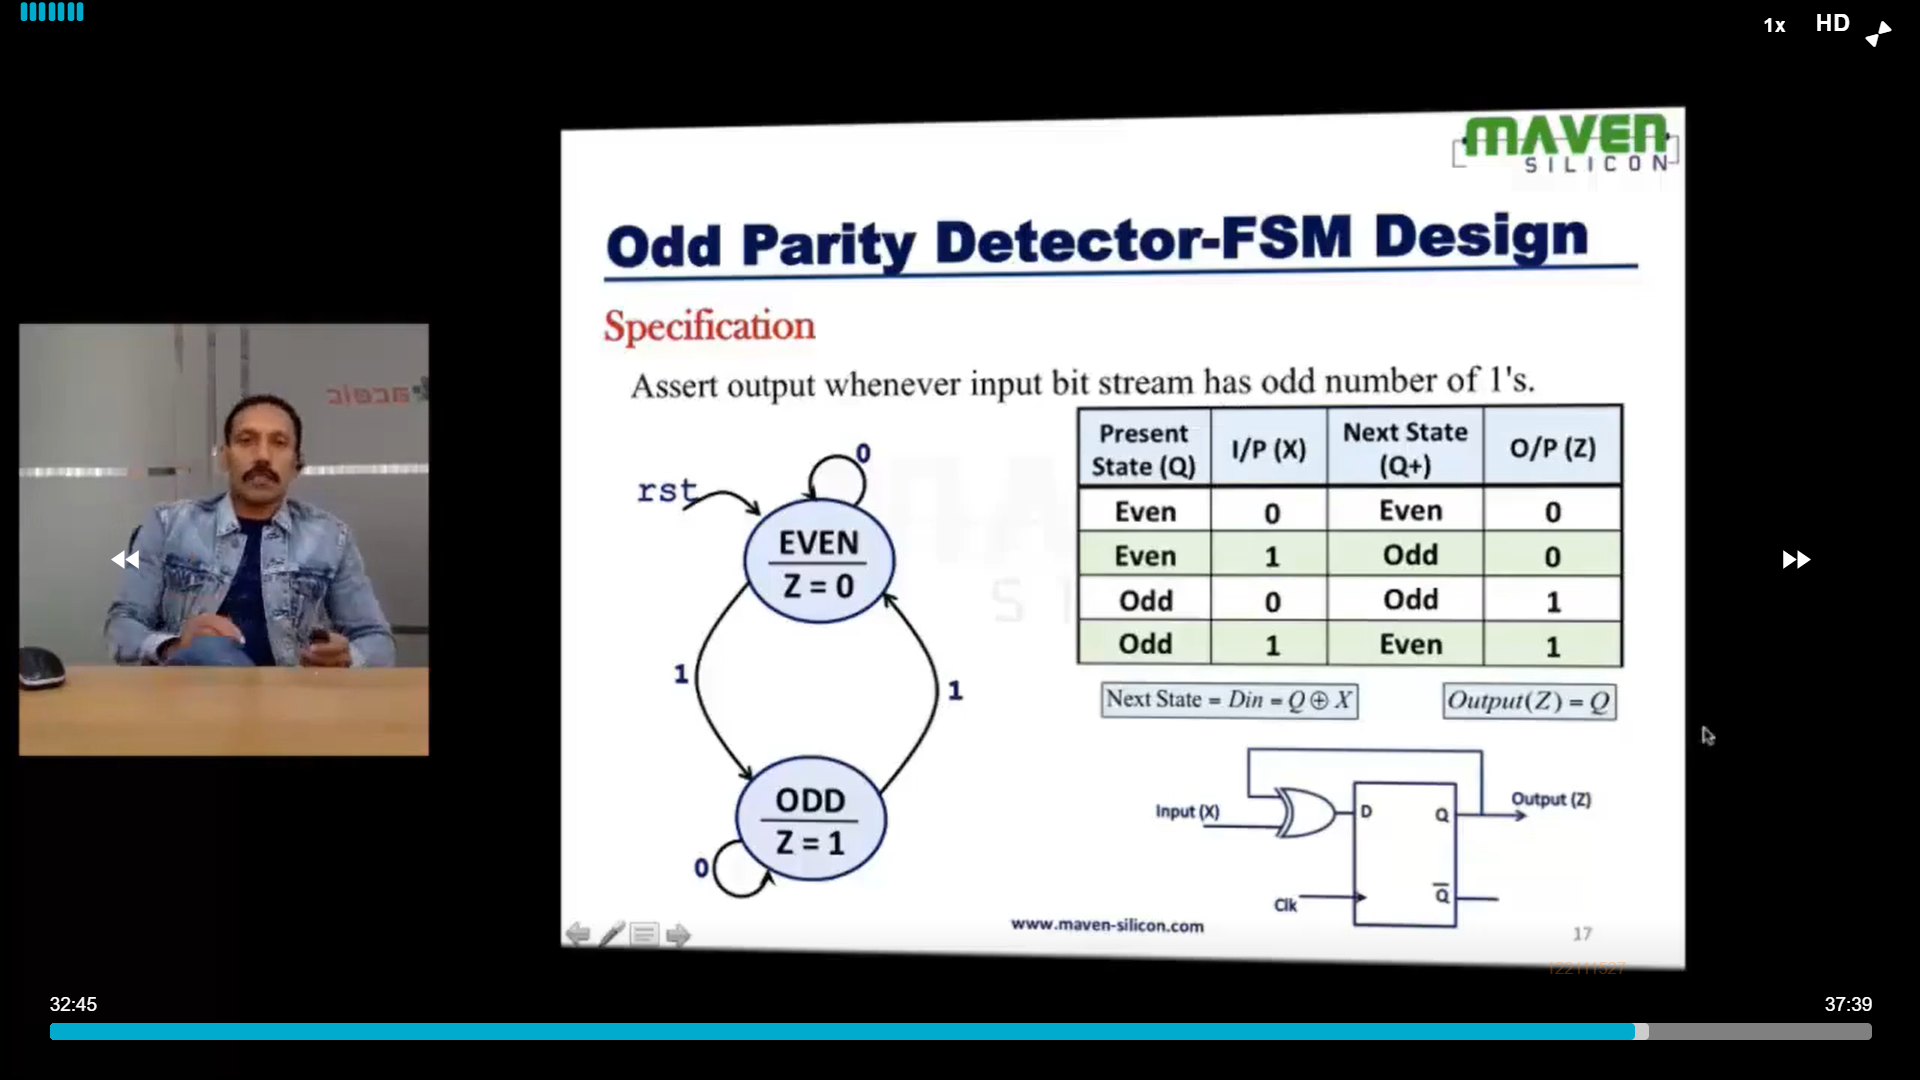 1x HD
MAVEN
SILICON
Odd Parity Detector-FSM Design
Specification
Assert output whenever input bit stream has odd number of 1's.
rst
0
EVEN
Z = 0
1
1
ODD
Z = 1
0
Present State (Q) I/P (X) Next State (Q+) O/P (Z)
Even 0 Even 0
Even 1 Odd 0
Odd 0 Odd 1
Odd 1 Even 1
Next State = Din = Q ⊕ X
Output(Z) = Q
Input (X)
D
Q
Output (Z)
Clk
Q̅
www.maven-silicon.com
17
122111527
32:45
37:39